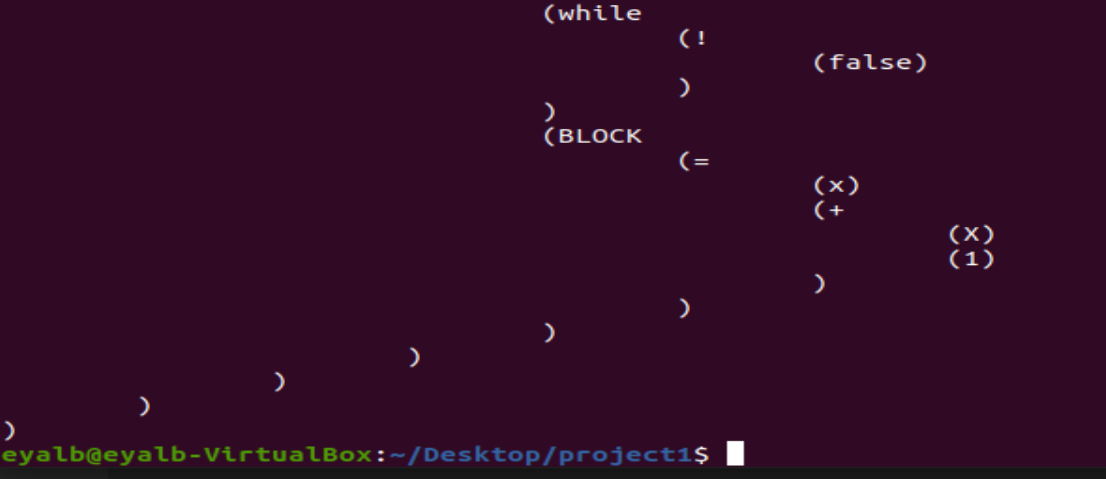 (while
(!
(false)
)
)
(BLOCK
(=
(x)
(+
(X)
(1)
)
)
)
)
)
)
)
eyalb@eyalb-VirtualBox:~/Desktop/project1$